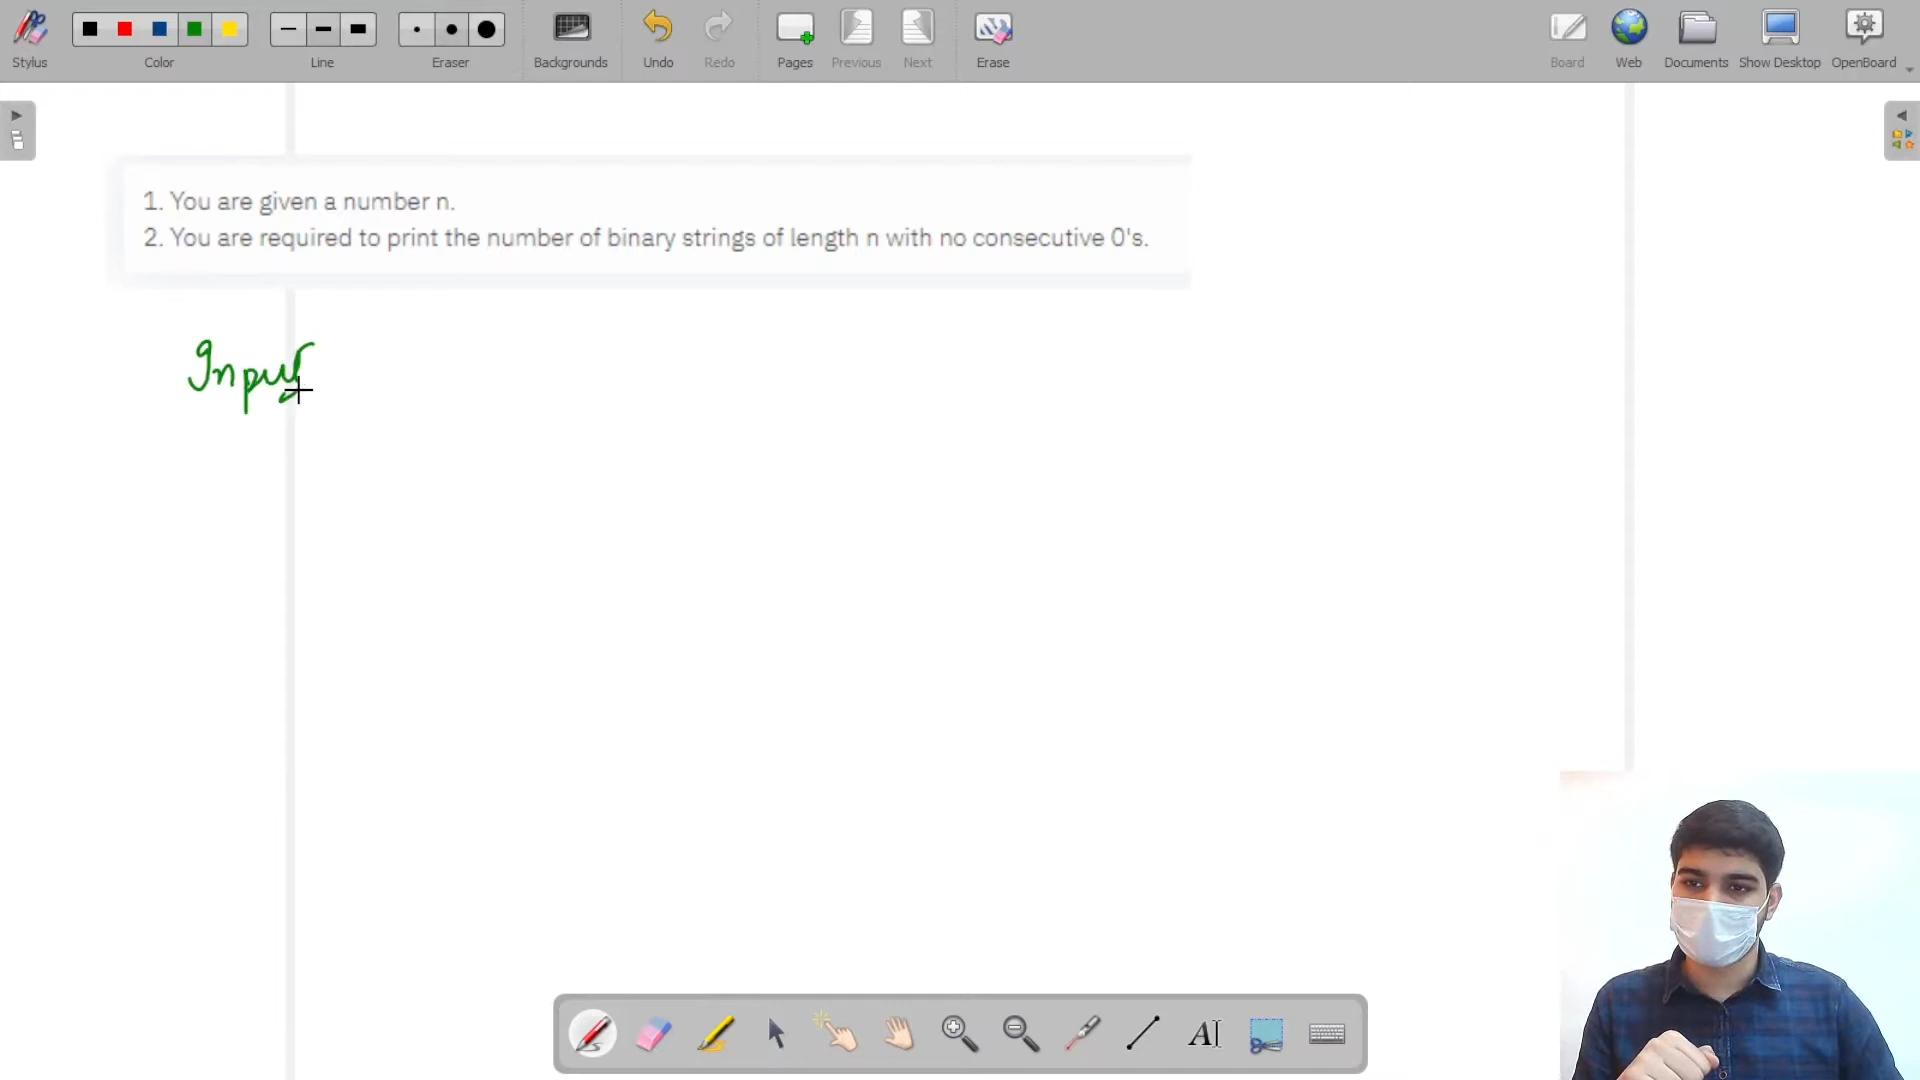 Stylus Color Line Eraser Backgrounds Undo Redo Pages Previous Next Erase Board Web Documents Show Desktop OpenBoard
1. You are given a number n.
2. You are required to print the number of binary strings of length n with no consecutive 0's.
Input